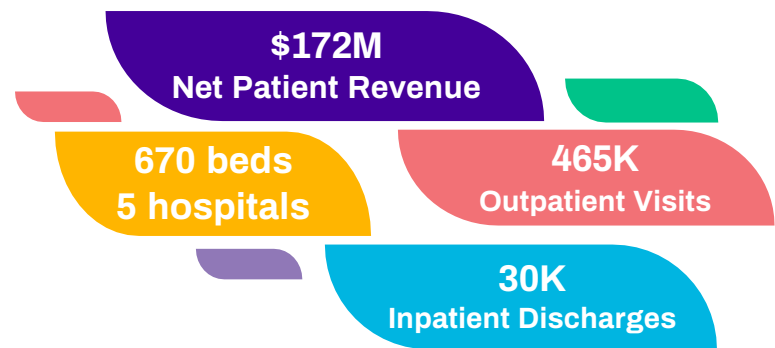 $172M
Net Patient Revenue
670 beds
5 hospitals
465K
Outpatient Visits
30K
Inpatient Discharges